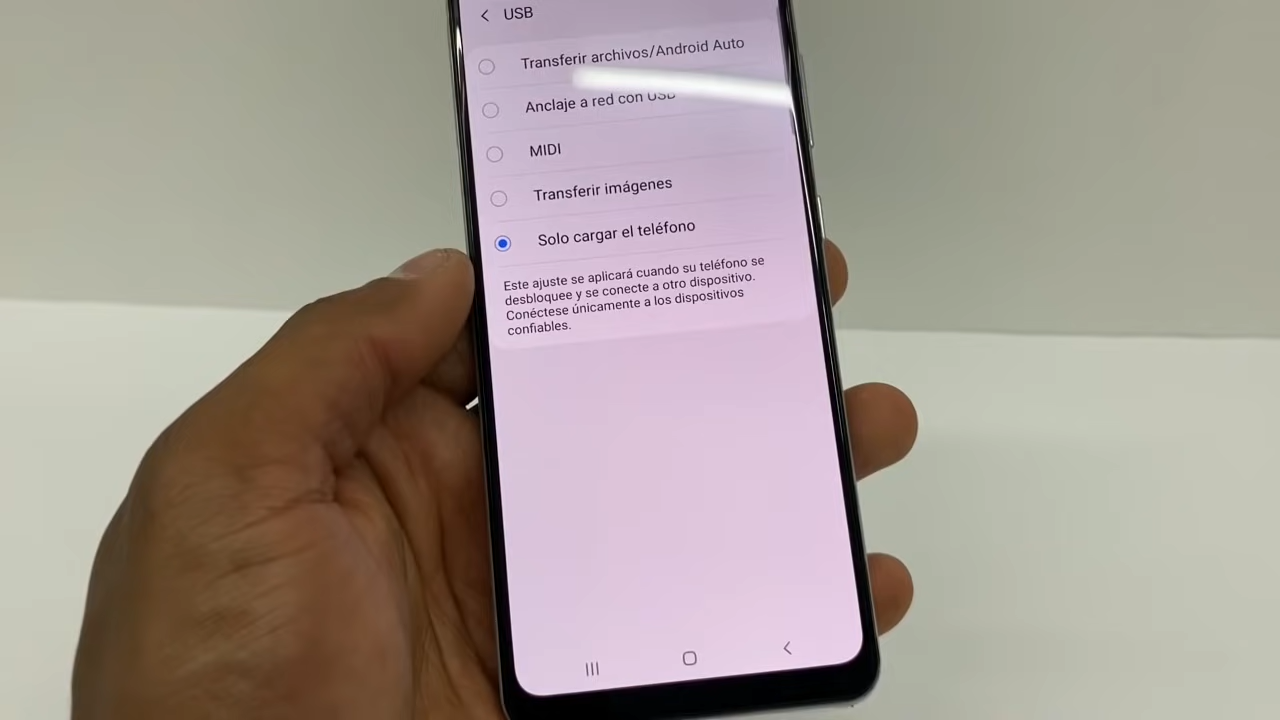 USB
Transferir archivos/Android Auto
Anclaje a red con USB
MIDI
Transferir imágenes
Solo cargar el teléfono
Este ajuste se aplicará cuando su teléfono se
desbloquee y se conecte a otro dispositivo.
Conéctese únicamente a los dispositivos
confiables.